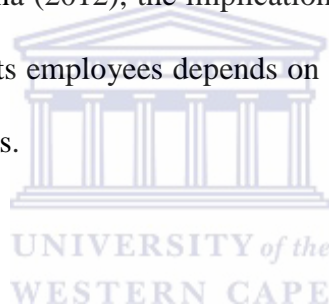 (2012), the implication
ts employees depends on
s.
UNIVERSITY of the
WESTERN CAPE